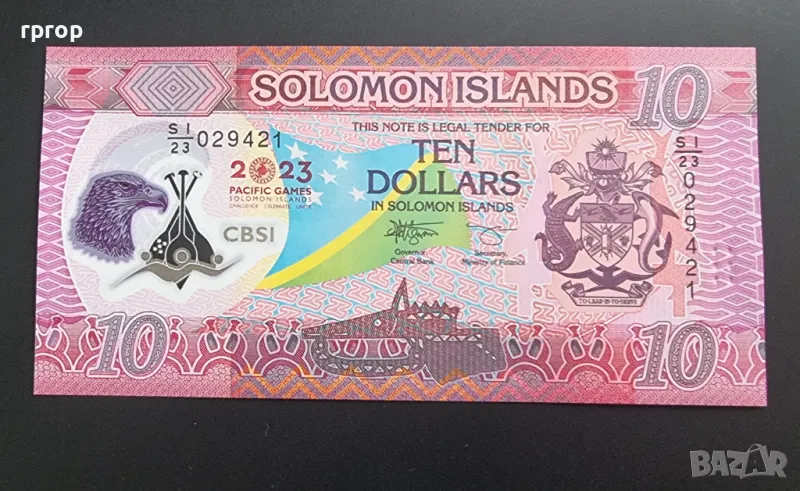 rprop
SOLOMON ISLANDS
10
S I/23 029421
THIS NOTE IS LEGAL TENDER FOR
TEN
DOLLARS
IN SOLOMON ISLANDS
2023
PACIFIC GAMES
SOLOMON ISLANDS
CHALLENGE CELEBRATE UNITE
CBSI
Governor,
Central Bank
Secretary,
Ministry of Finance
S I/23 029421
TO LEAD IS TO SERVE
10
10
BAZAR